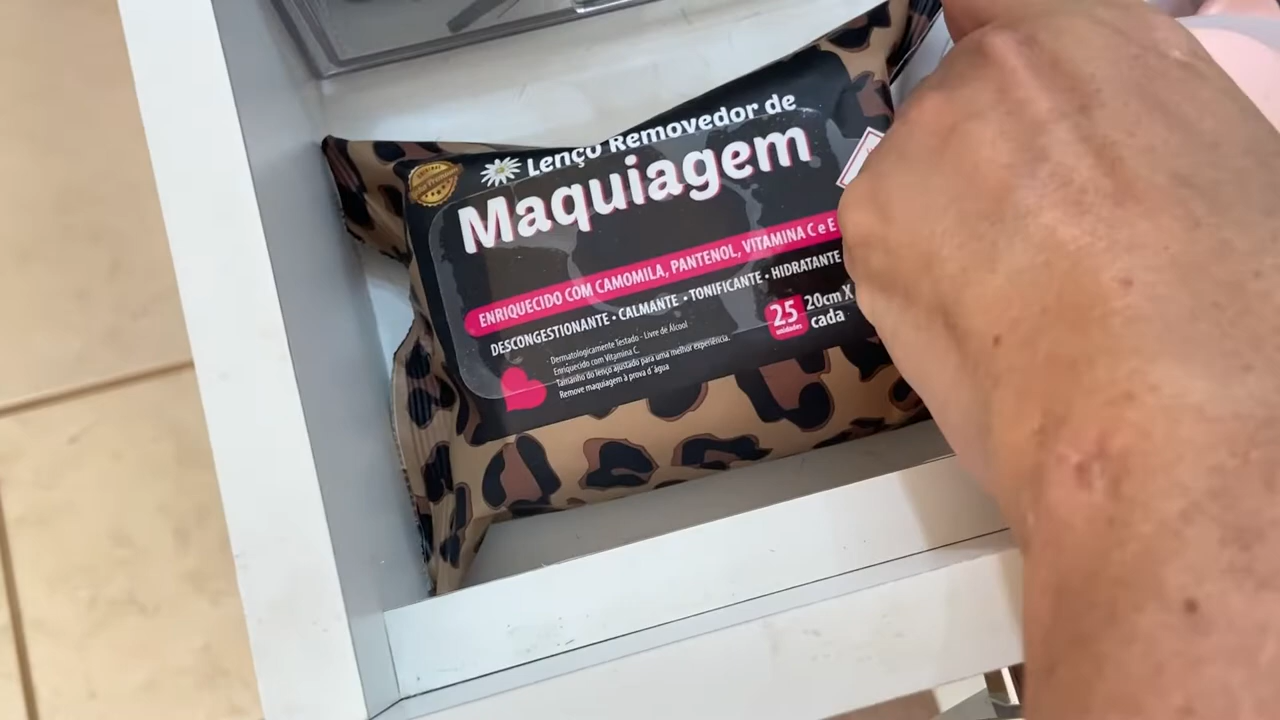 Lenço Removedor de
Maquiagem
ENRIQUECIDO COM CAMOMILA, PANTENOL, VITAMINA C e E
DESCONGESTIONANTE • CALMANTE • TONIFICANTE • HIDRATANTE
25
unidades
20cm X
cada
Dermatologicamente Testado - Livre de Álcool
Enriquecido com Vitamina C
Tamanho do lenço ajustado para uma melhor experiência.
Remove maquiagem à prova d´água